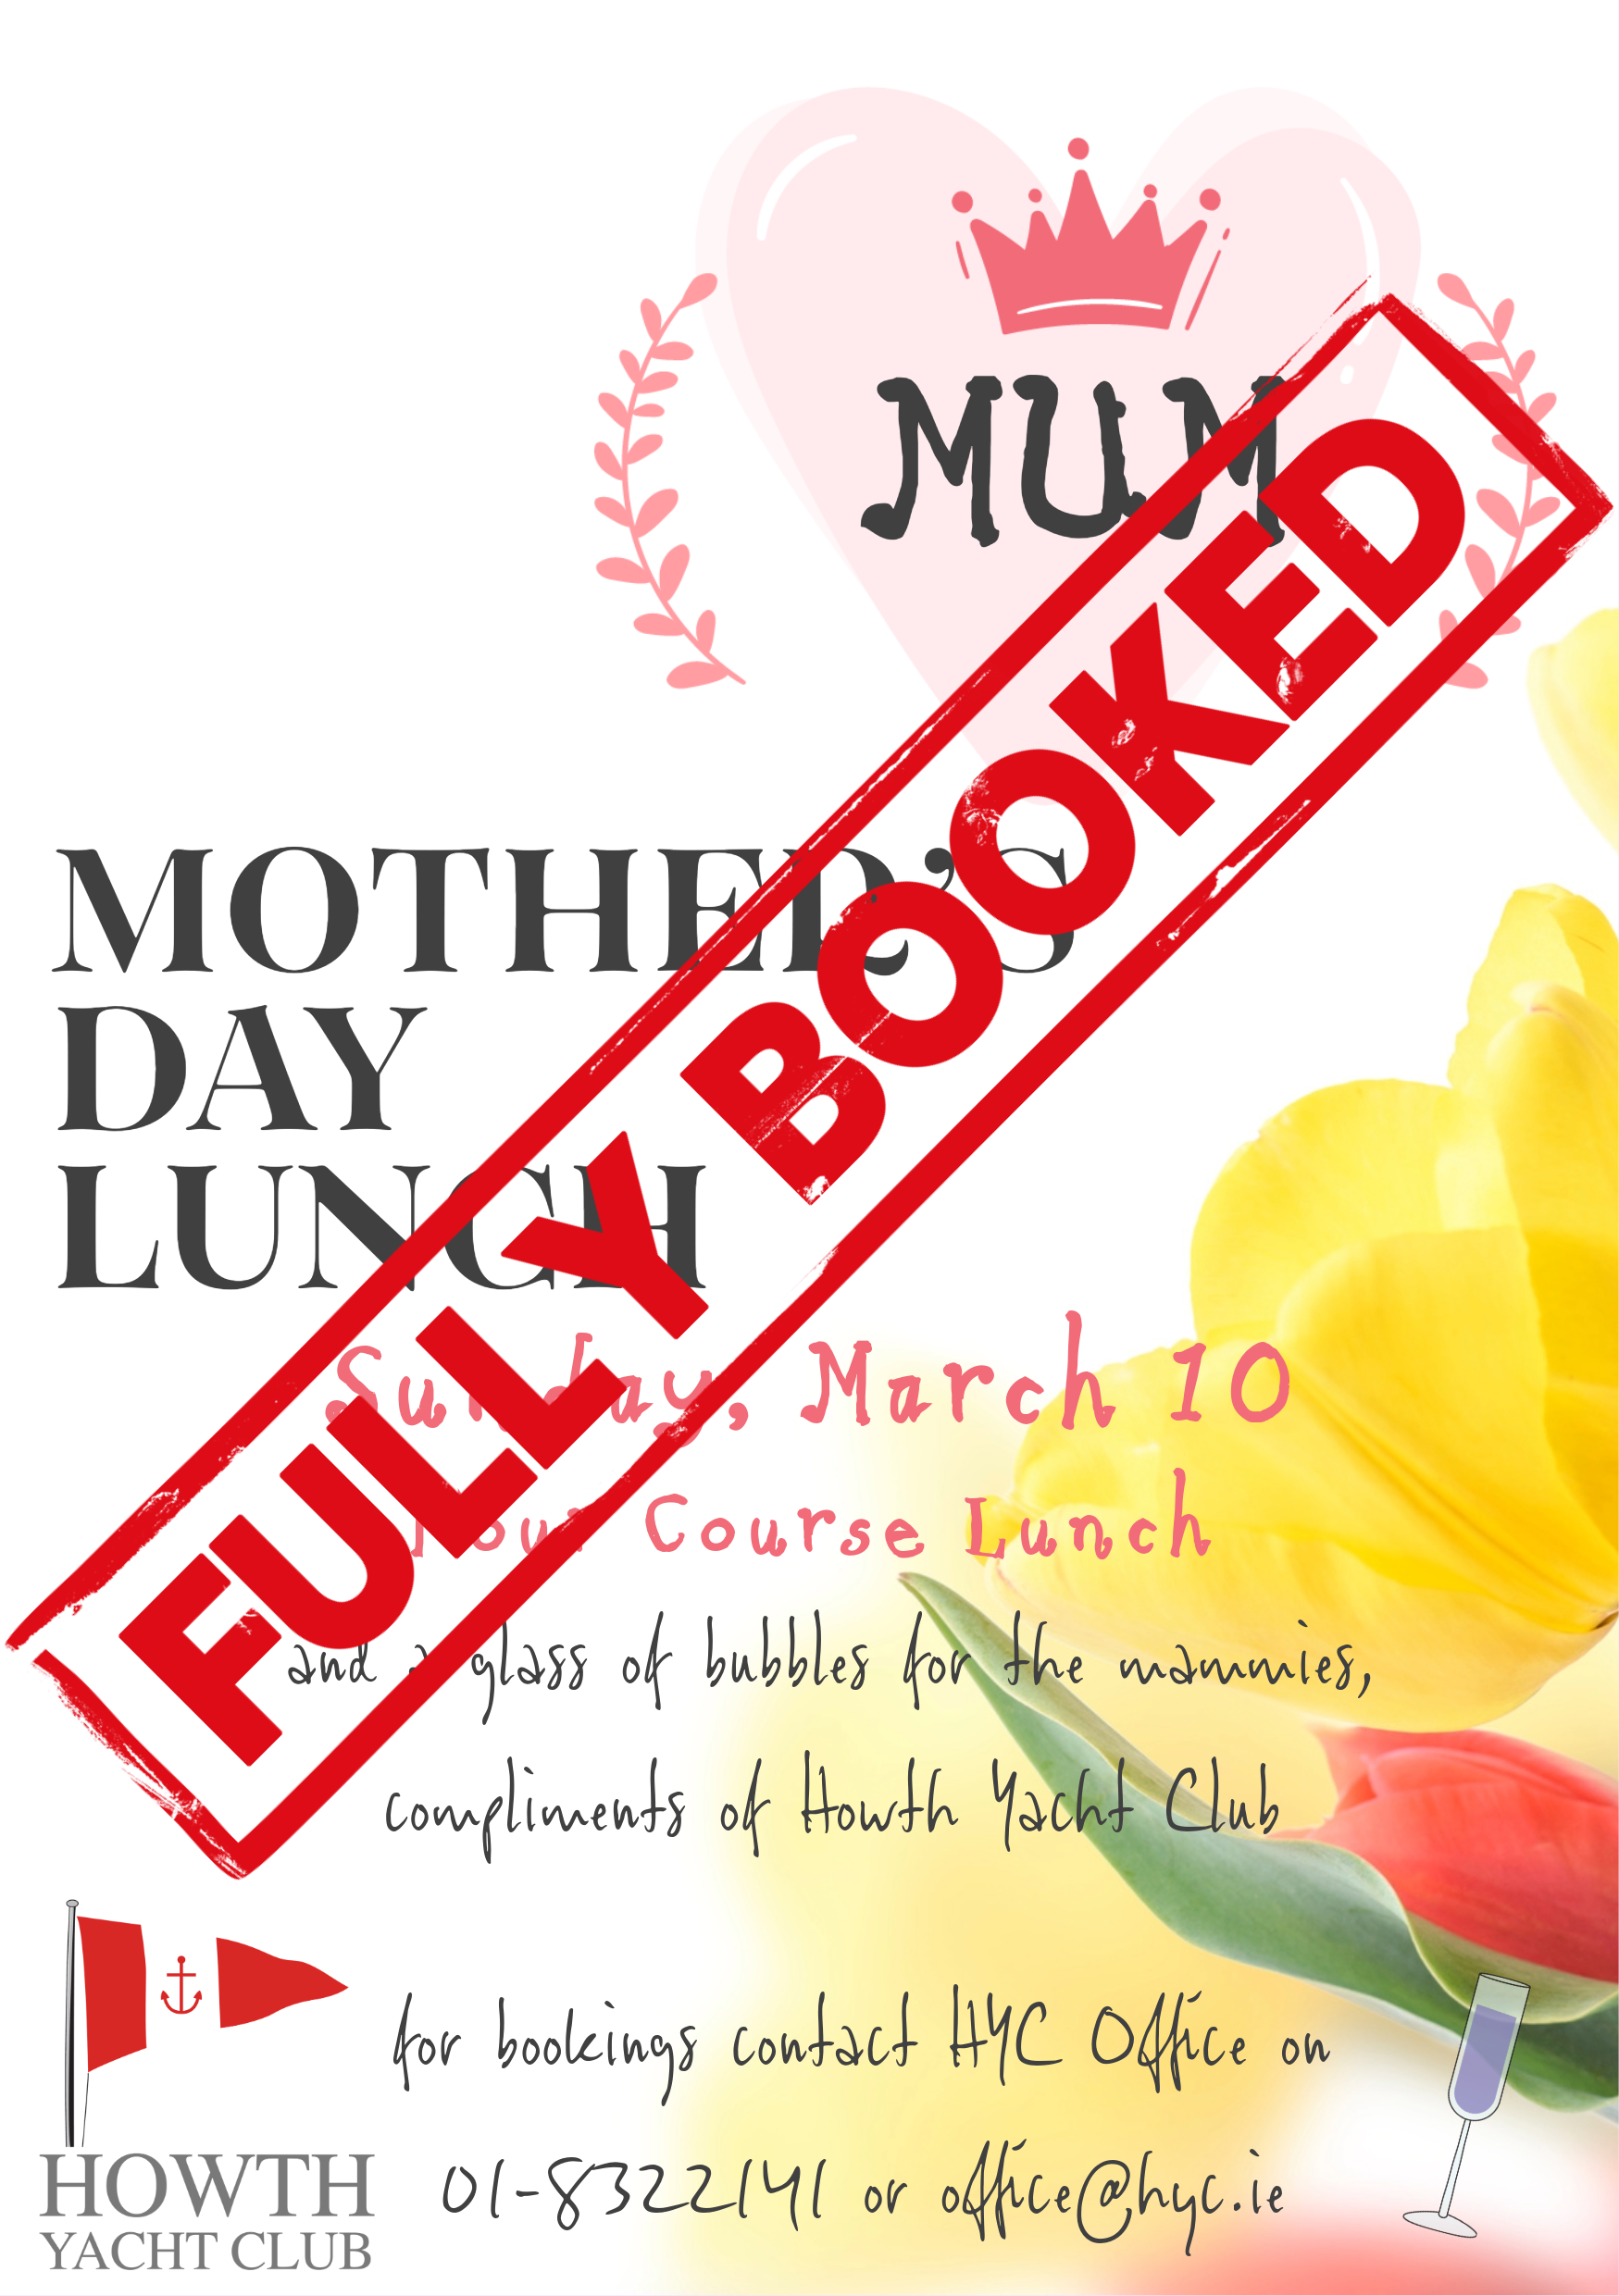 MUM
FULLY BOOKED
MOTHER'S
DAY
LUNCH
Sunday, March 10
Four Course Lunch
and a glass of bubbles for the mammies,
compliments of Howth Yacht Club
for bookings contact HYC Office on
01-8322141 or office@hyc.ie
HOWTH
YACHT CLUB